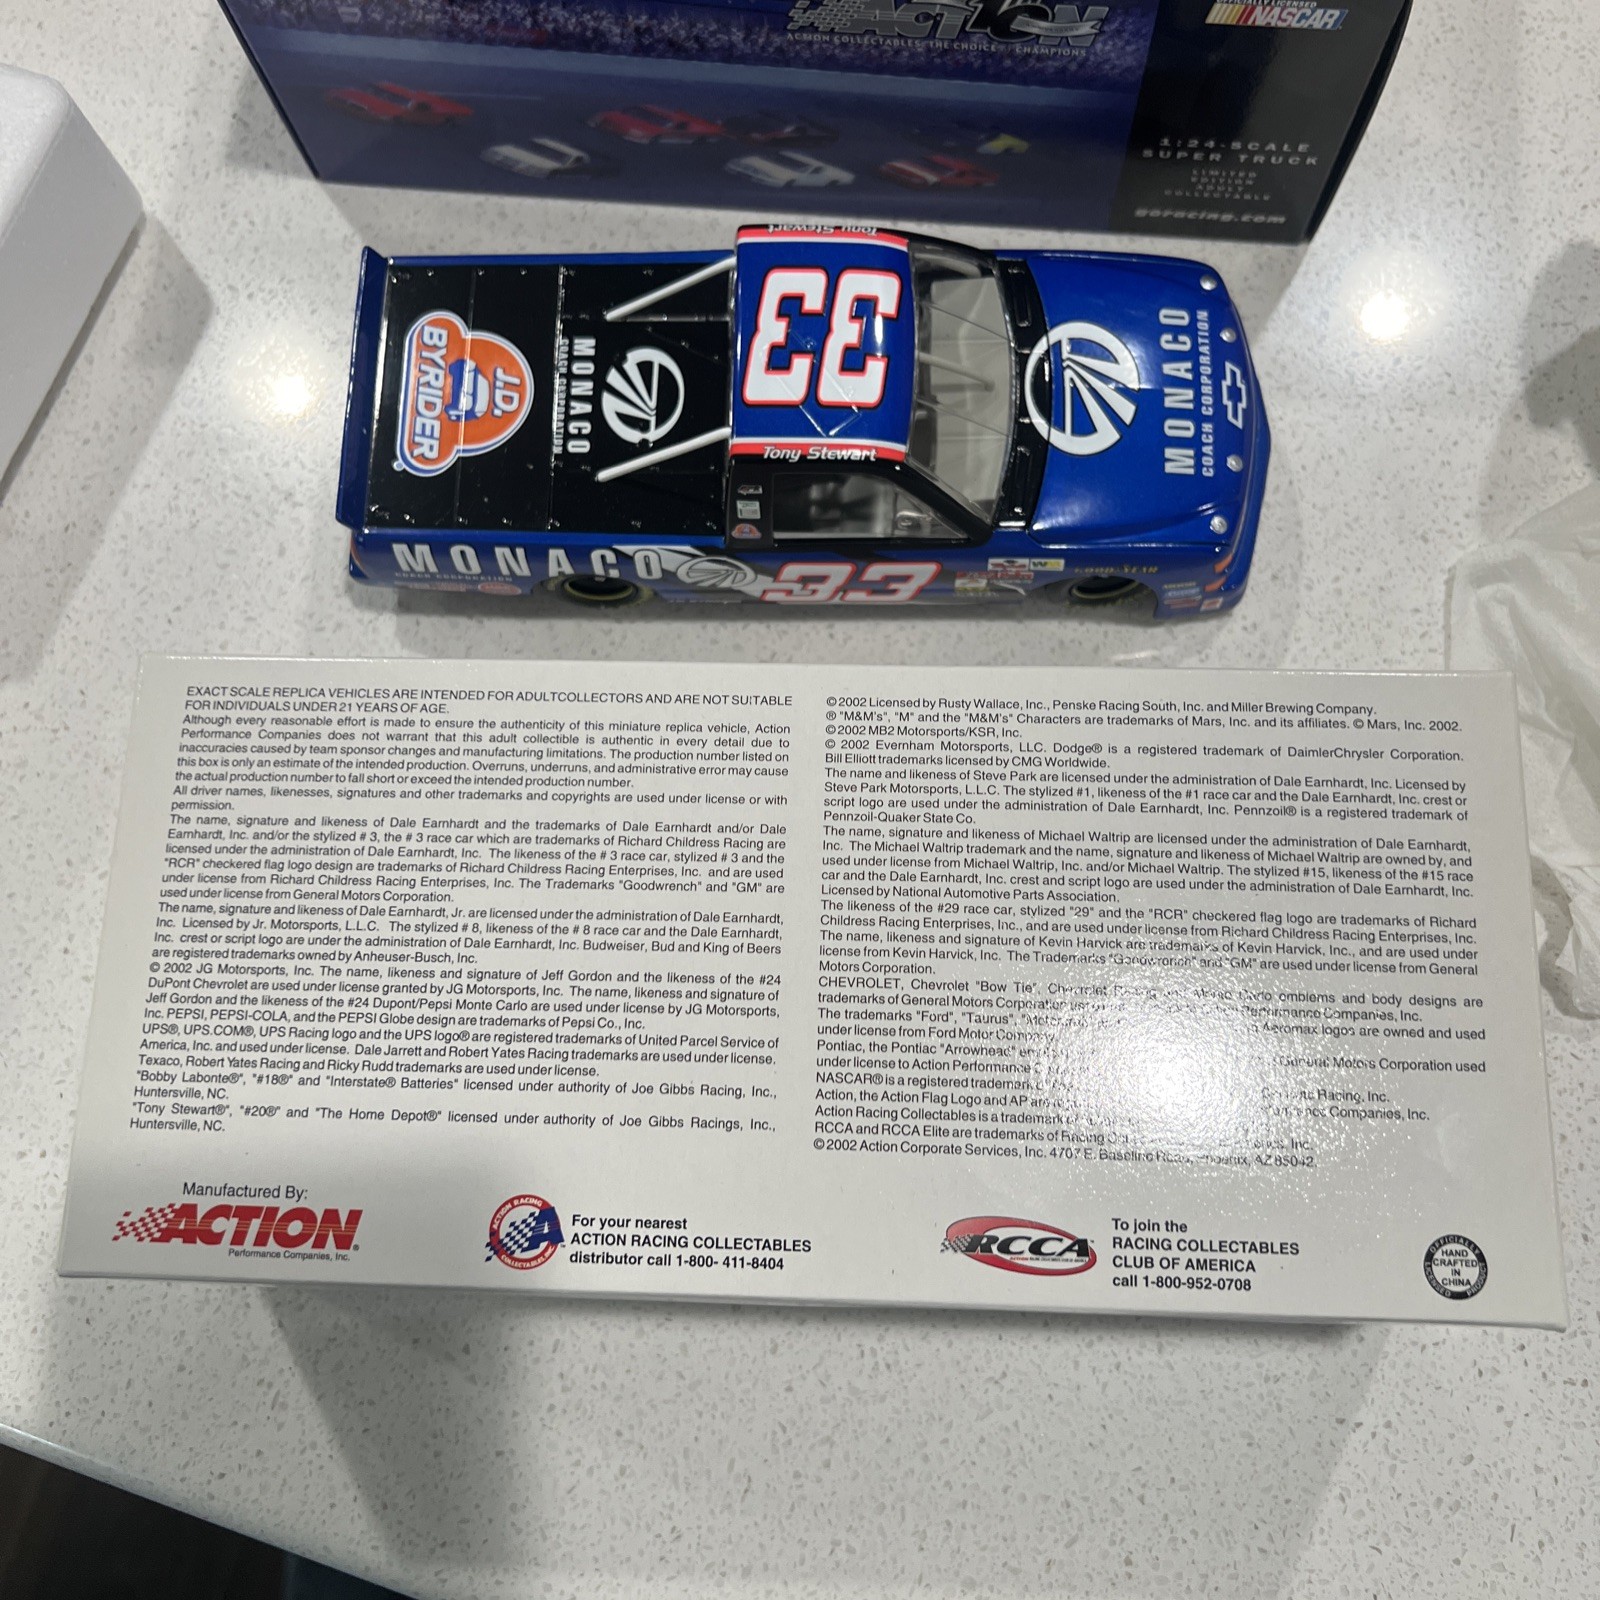 ACTION
ACTION COLLECTABLES THE CHOICE CHAMPIONS
OFFICIALLY LICENSED
NASCAR
1:24-SCALE
SUPER TRUCK
LIMITED
EDITION
ADULT
COLLECTABLE
goracing.com
Tony Stewart
33
Tony Stewart
J.D.
BYRIDER
MONACO
COACH CORPORATION
MONACO
COACH CORPORATION
MONACO
COACH CORPORATION
33
GOODYEAR
EXACT SCALE REPLICA VEHICLES ARE INTENDED FOR ADULTCOLLECTORS AND ARE NOT SUITABLE
FOR INDIVIDUALS UNDER 21 YEARS OF AGE.
Although every reasonable effort is made to ensure the authenticity of this miniature replica vehicle, Action
Performance Companies does not warrant that this adult collectible is authentic in every detail due to
inaccuracies caused by team sponsor changes and manufacturing limitations. The production number listed on
this box is only an estimate of the intended production. Overruns, underruns, and administrative error may cause
the actual production number to fall short or exceed the intended production number.
All driver names, likenesses, signatures and other trademarks and copyrights are used under license or with
permission.
The name, signature and likeness of Dale Earnhardt and the trademarks of Dale Earnhardt and/or Dale
Earnhardt, Inc. and/or the stylized # 3, the # 3 race car which are trademarks of Richard Childress Racing are
licensed under the administration of Dale Earnhardt, Inc. The likeness of the # 3 race car, stylized # 3 and the
"RCR" checkered flag logo design are trademarks of Richard Childress Racing Enterprises, Inc. and are used
under license from Richard Childress Racing Enterprises, Inc. The Trademarks "Goodwrench" and "GM" are
used under license from General Motors Corporation.
The name, signature and likeness of Dale Earnhardt, Jr. are licensed under the administration of Dale Earnhardt,
Inc. Licensed by Jr. Motorsports, L.L.C. The stylized # 8, likeness of the # 8 race car and the Dale Earnhardt,
Inc. crest or script logo are under the administration of Dale Earnhardt, Inc. Budweiser, Bud and King of Beers
are registered trademarks owned by Anheuser-Busch, Inc.
© 2002 JG Motorsports, Inc. The name, likeness and signature of Jeff Gordon and the likeness of the #24
DuPont Chevrolet are used under license granted by JG Motorsports, Inc. The name, likeness and signature of
Jeff Gordon and the likeness of the #24 Dupont/Pepsi Monte Carlo are used under license by JG Motorsports,
Inc. PEPSI, PEPSI-COLA, and the PEPSI Globe design are trademarks of Pepsi Co., Inc.
UPS®, UPS.COM®, UPS Racing logo and the UPS logo® are registered trademarks of United Parcel Service of
America, Inc. and used under license. Dale Jarrett and Robert Yates Racing trademarks are used under license.
Texaco, Robert Yates Racing and Ricky Rudd trademarks are used under license.
"Bobby Labonte®", "#18®" and "Interstate® Batteries" licensed under authority of Joe Gibbs Racing, Inc.,
Huntersville, NC.
"Tony Stewart®", "#20®" and "The Home Depot®" licensed under authority of Joe Gibbs Racings, Inc.,
Huntersville, NC.
© 2002 Licensed by Rusty Wallace, Inc., Penske Racing South, Inc. and Miller Brewing Company.
® "M&M's", "M" and the "M&M's" Characters are trademarks of Mars, Inc. and its affiliates. © Mars, Inc. 2002.
© 2002 MB2 Motorsports/KSR, Inc.
© 2002 Evernham Motorsports, LLC. Dodge® is a registered trademark of DaimlerChrysler Corporation.
Bill Elliott trademarks licensed by CMG Worldwide.
The name and likeness of Steve Park are licensed under the administration of Dale Earnhardt, Inc. Licensed by
Steve Park Motorsports, L.L.C. The stylized #1, likeness of the #1 race car and the Dale Earnhardt, Inc. crest or
script logo are used under the administration of Dale Earnhardt, Inc. Pennzoil® is a registered trademark of
Pennzoil-Quaker State Co.
The name, signature and likeness of Michael Waltrip are licensed under the administration of Dale Earnhardt,
Inc. The Michael Waltrip trademark and the name, signature and likeness of Michael Waltrip are owned by, and
used under license from Michael Waltrip, Inc. and/or Michael Waltrip. The stylized #15, likeness of the #15 race
car and the Dale Earnhardt, Inc. crest and script logo are used under the administration of Dale Earnhardt, Inc.
Licensed by National Automotive Parts Association.
The likeness of the #29 race car, stylized "29" and the "RCR" checkered flag logo are trademarks of Richard
Childress Racing Enterprises, Inc., and are used under license from Richard Childress Racing Enterprises, Inc.
The name, likeness and signature of Kevin Harvick are trademarks of Kevin Harvick, Inc., and are used under
license from Kevin Harvick, Inc. The Trademarks "Goodwrench" and "GM" are used under license from General
Motors Corporation.
CHEVROLET, Chevrolet "Bow Tie", Chevrolet Racing and Monte Carlo emblems and body designs are
trademarks of General Motors Corporation Performance Companies, Inc.
The trademarks "Ford", "Taurus", Aeromax logos are owned and used
under license from Ford Motor Company.
Pontiac, the Pontiac "Arrowhead" General Motors Corporation used
under license to Action Performance
NASCAR® is a registered trademark Racing, Inc.
Action, the Action Flag Logo and AP are Companies, Inc.
Action Racing Collectables is a trademark
RCCA and RCCA Elite are trademarks of Racing Inc.
© 2002 Action Corporate Services, Inc. 4707 E. Baseline Road, Phoenix, AZ 85042.
Manufactured By:
ACTION
Performance Companies, Inc.
ACTION RACING
COLLECTABLES, INC.
For your nearest
ACTION RACING COLLECTABLES
distributor call 1-800- 411-8404
RCCA
To join the
RACING COLLECTABLES
CLUB OF AMERICA
call 1-800-952-0708
OFFICIALLY
HAND
CRAFTED
IN
CHINA
LICENSED PRODUCT